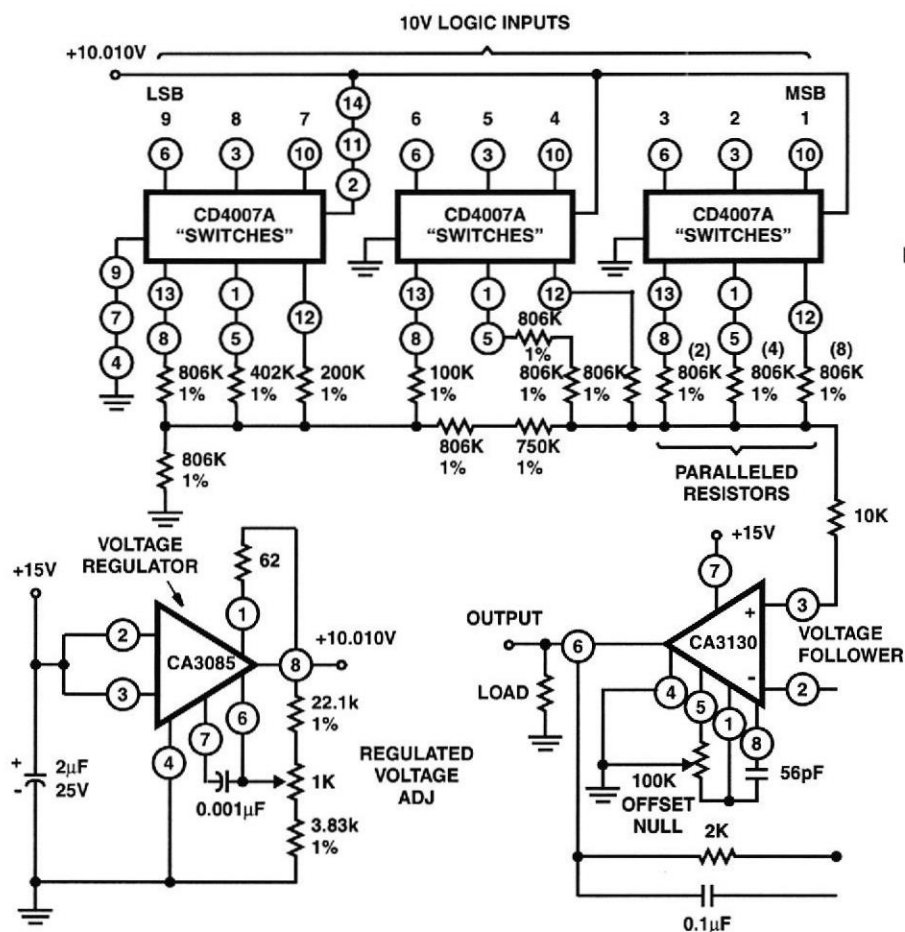 10V LOGIC INPUTS
+10.010V
LSB
MSB
9 8 7 6 5 4 3 2 1
14
11
2
6 3 10
6 3 10
6 3 10
CD4007A
“SWITCHES”
CD4007A
“SWITCHES”
CD4007A
“SWITCHES”
9
7
4
13 1 12
8 5
13 1 12
8 5
13 1 12
8 5
806K
1%
402K
1%
200K
1%
100K
1%
806K
1%
806K
1%
806K
1%
(2)
806K
1%
(4)
806K
1%
(8)
806K
1%
806K
1%
750K
1%
806K
1%
PARALLELED
RESISTORS
10K
VOLTAGE
REGULATOR
+15V
62
1
2
3
CA3085
8
+10.010V
6
7
4
22.1k
1%
1K
3.83k
1%
0.001μF
REGULATED
VOLTAGE
ADJ
+
-
2μF
25V
+15V
7
OUTPUT
6
CA3130
+
-
3
2
VOLTAGE
FOLLOWER
LOAD
4
5
1
8
100K
OFFSET
NULL
56pF
2K
0.1μF